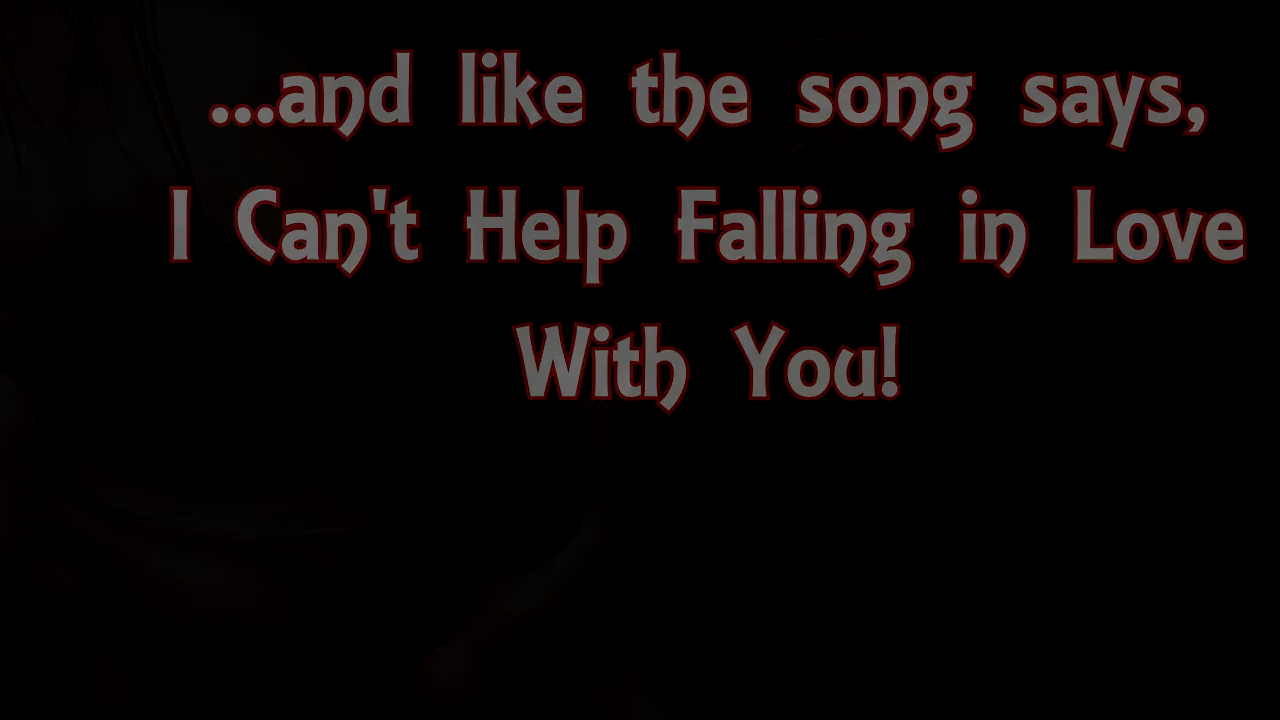 ...and like the song says,
I Can't Help Falling in Love
With You!